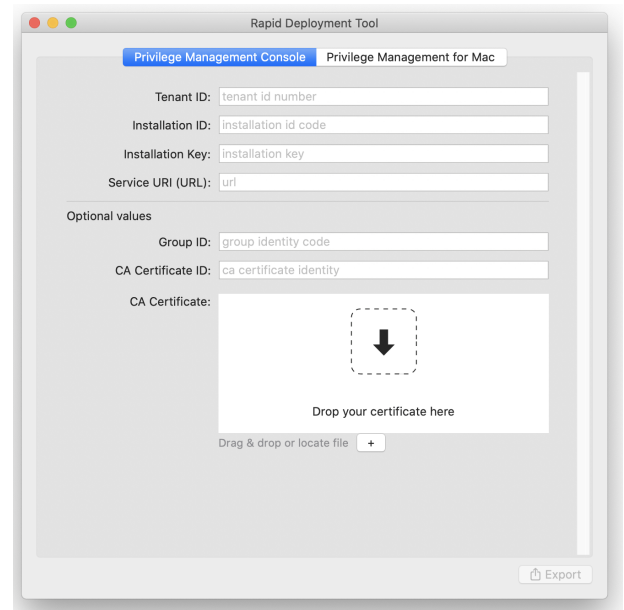 Rapid Deployment Tool
Privilege Management Console Privilege Management for Mac
Tenant ID: tenant id number
Installation ID: installation id code
Installation Key: installation key
Service URI (URL): url
Optional values
Group ID: group identity code
CA Certificate ID: ca certificate identity
CA Certificate:
Drop your certificate here
Drag & drop or locate file +
Export